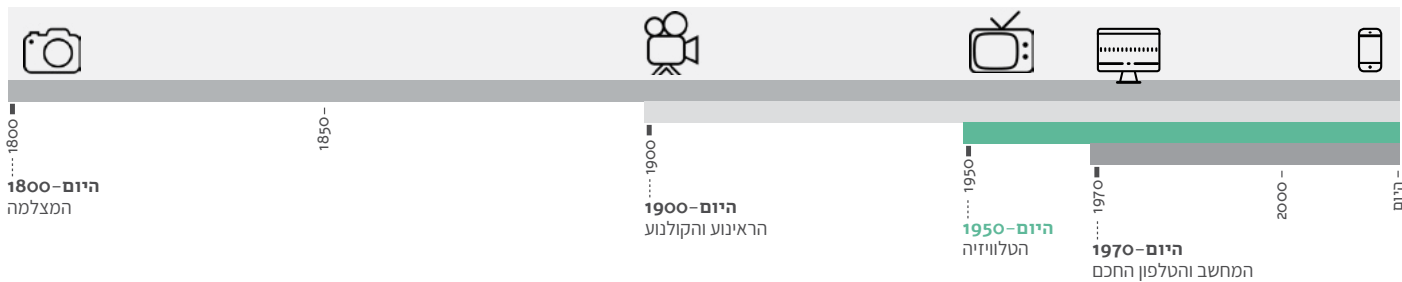 1800
1850
1900
1950
1970
2000
היום
1800–היום
המצלמה
1900–היום
הראינוע והקולנוע
1950–היום
הטלוויזיה
1970–היום
המחשב והטלפון החכם